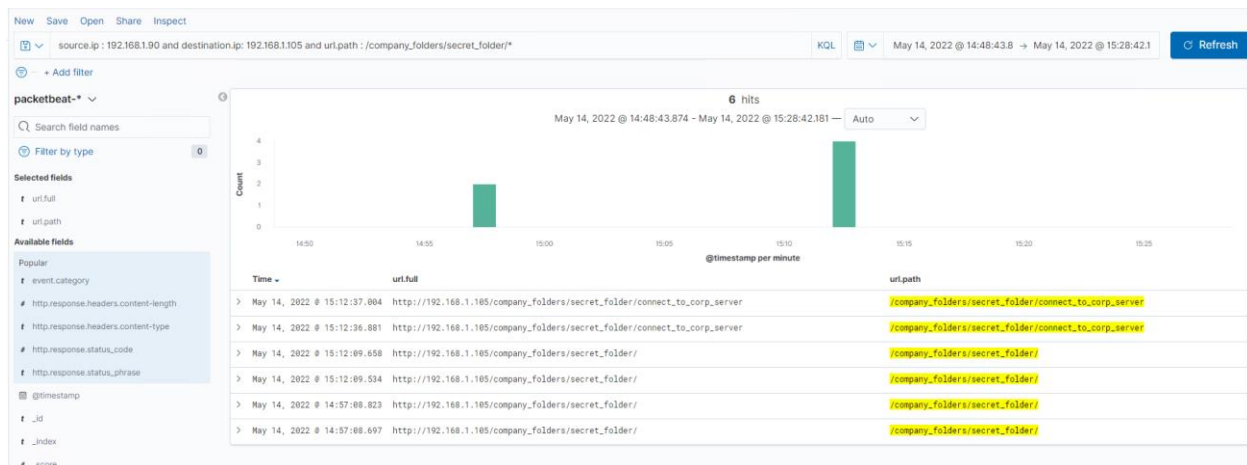 New Save Open Share Inspect
source.ip : 192.168.1.90 and destination.ip: 192.168.1.105 and url.path : /company_folders/secret_folder/* KQL May 14, 2022 @ 14:48:43.8 → May 14, 2022 @ 15:28:42.1 Refresh
+ Add filter
packetbeat-*
Search field names
Filter by type 0
Selected fields
t url.full
t url.path
Available fields
Popular
t event.category
# http.response.headers.content-length
t http.response.headers.content-type
# http.response.status_code
t http.response.status_phrase
@timestamp
t _id
t _index
# _score
6 hits
May 14, 2022 @ 14:48:43.874 - May 14, 2022 @ 15:28:42.181 — Auto
Count
4
3
2
1
0
14:50 14:55 15:00 15:05 15:10 15:15 15:20 15:25
@timestamp per minute
Time url.full url.path
May 14, 2022 @ 15:12:37.004 http://192.168.1.105/company_folders/secret_folder/connect_to_corp_server /company_folders/secret_folder/connect_to_corp_server
May 14, 2022 @ 15:12:36.881 http://192.168.1.105/company_folders/secret_folder/connect_to_corp_server /company_folders/secret_folder/connect_to_corp_server
May 14, 2022 @ 15:12:09.658 http://192.168.1.105/company_folders/secret_folder/ /company_folders/secret_folder/
May 14, 2022 @ 15:12:09.534 http://192.168.1.105/company_folders/secret_folder/ /company_folders/secret_folder/
May 14, 2022 @ 14:57:08.823 http://192.168.1.105/company_folders/secret_folder/ /company_folders/secret_folder/
May 14, 2022 @ 14:57:08.697 http://192.168.1.105/company_folders/secret_folder/ /company_folders/secret_folder/